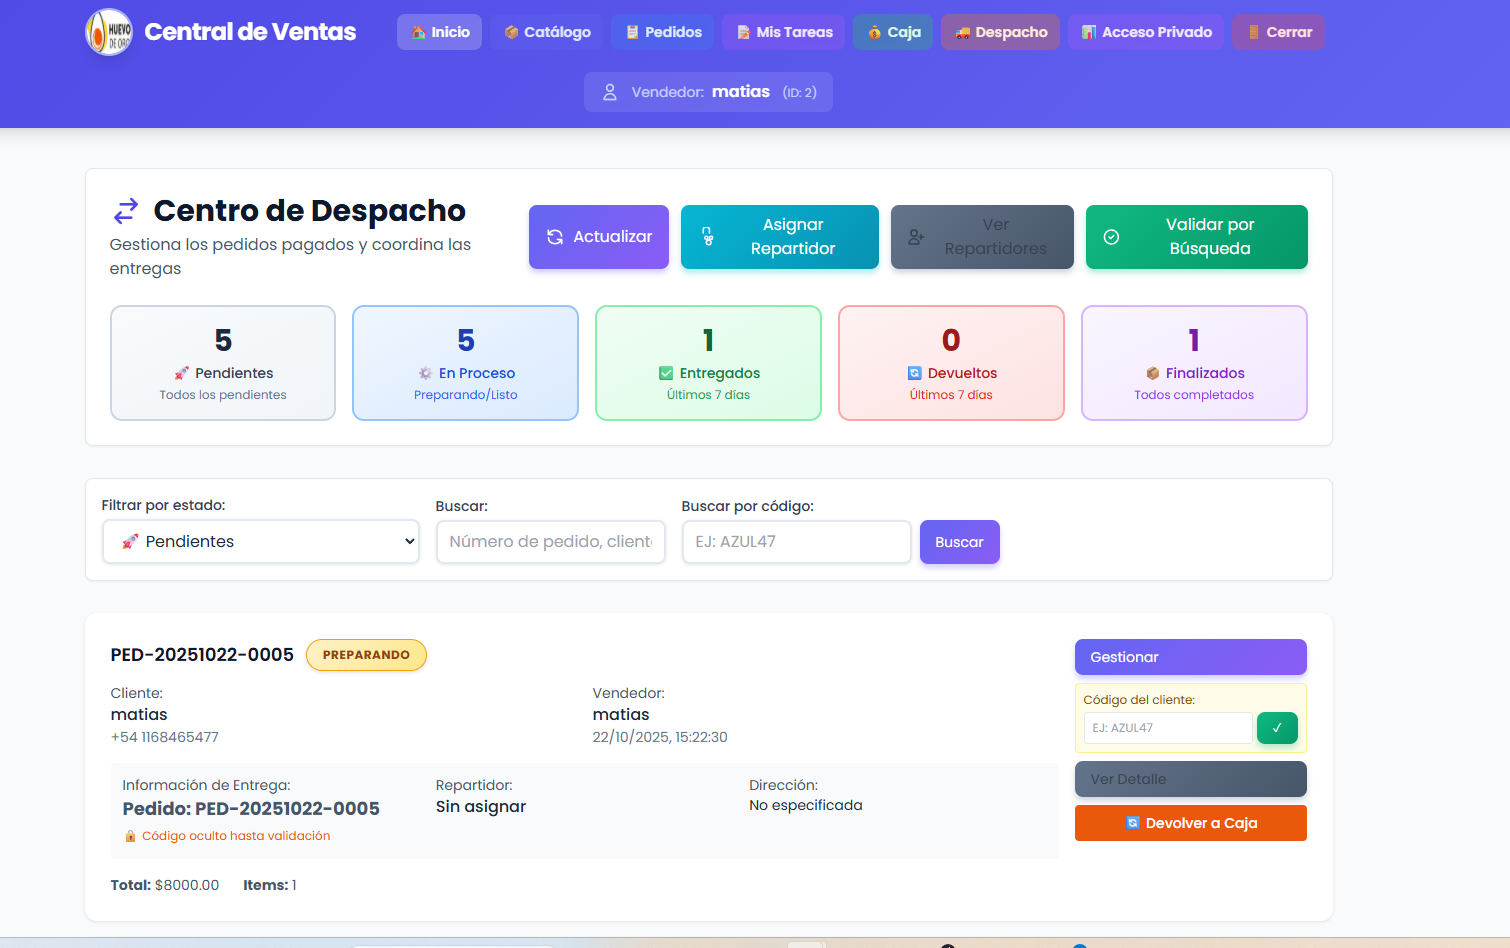 HUEVO
DE ORO
Central de Ventas
Inicio
Catálogo
Pedidos
Mis Tareas
Caja
Despacho
Acceso Privado
Cerrar
Vendedor: matias (ID: 2)
Centro de Despacho
Gestiona los pedidos pagados y coordina las
entregas
Actualizar
Asignar
Repartidor
Ver
Repartidores
Validar por
Búsqueda
5
Pendientes
Todos los pendientes
5
En Proceso
Preparando/Listo
1
Entregados
Últimos 7 días
0
Devueltos
Últimos 7 días
1
Finalizados
Todos completados
Filtrar por estado:
Pendientes
Buscar:
Número de pedido, client
Buscar por código:
EJ: AZUL47
Buscar
PED-20251022-0005
PREPARANDO
Cliente:
matias
+54 1168465477
Vendedor:
matias
22/10/2025, 15:22:30
Información de Entrega:
Pedido: PED-20251022-0005
Código oculto hasta validación
Repartidor:
Sin asignar
Dirección:
No especificada
Total: $8000.00
Items: 1
Gestionar
Código del cliente:
EJ: AZUL47
✓
Ver Detalle
Devolver a Caja